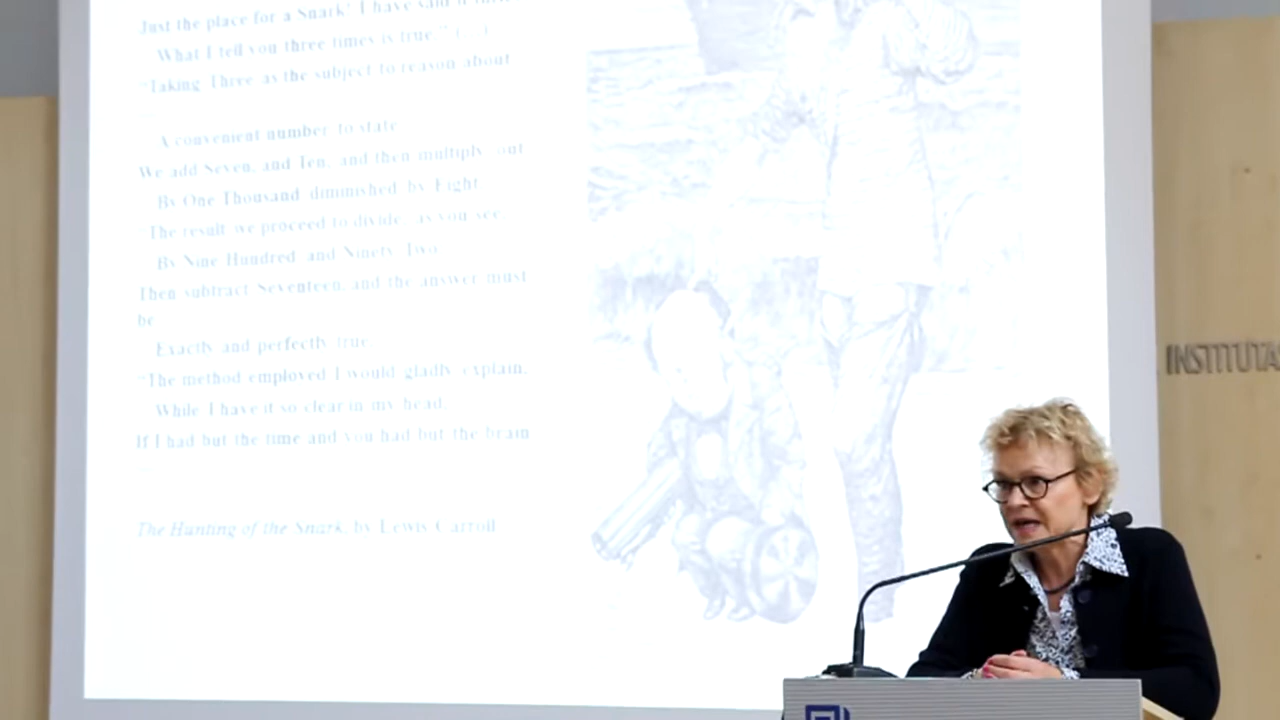 Just the place for a Snark! I have said it
What I tell you three times is true." (...)
"Taking Three as the subject to reason about
—
A convenient number to state
We add Seven, and Ten, and then multiply out
By One Thousand diminished by Eight
"The result we proceed to divide, as you see
By Nine Hundred and Ninety Two
Then subtract Seventeen, and the answer must
be
Exactly and perfectly true
"The method employed I would gladly explain,
While I have it so clear in my head,
If I had but the time and you had but the brain
—
The Hunting of the Snark, by Lewis Carroll
INSTITUTAS